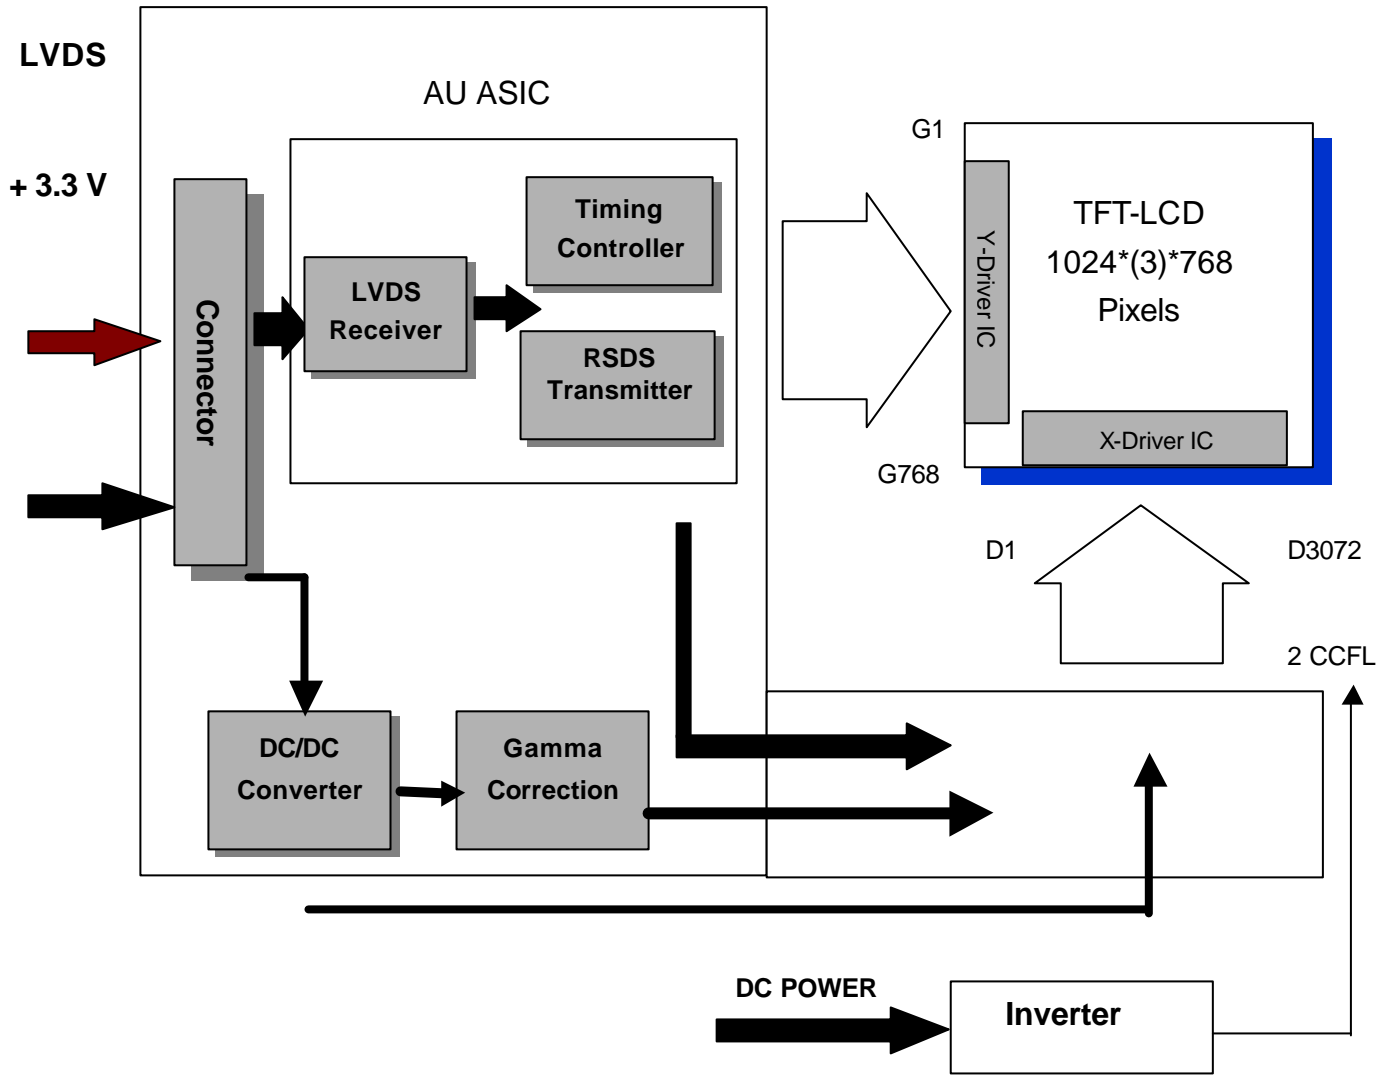 LVDS
AU ASIC
+ 3.3 V
Connector
LVDS
Receiver
Timing
Controller
RSDS
Transmitter
G1
Y-Driver IC
TFT-LCD
1024*(3)*768
Pixels
X-Driver IC
G768
D1
D3072
2 CCFL
DC/DC
Converter
Gamma
Correction
DC POWER
Inverter